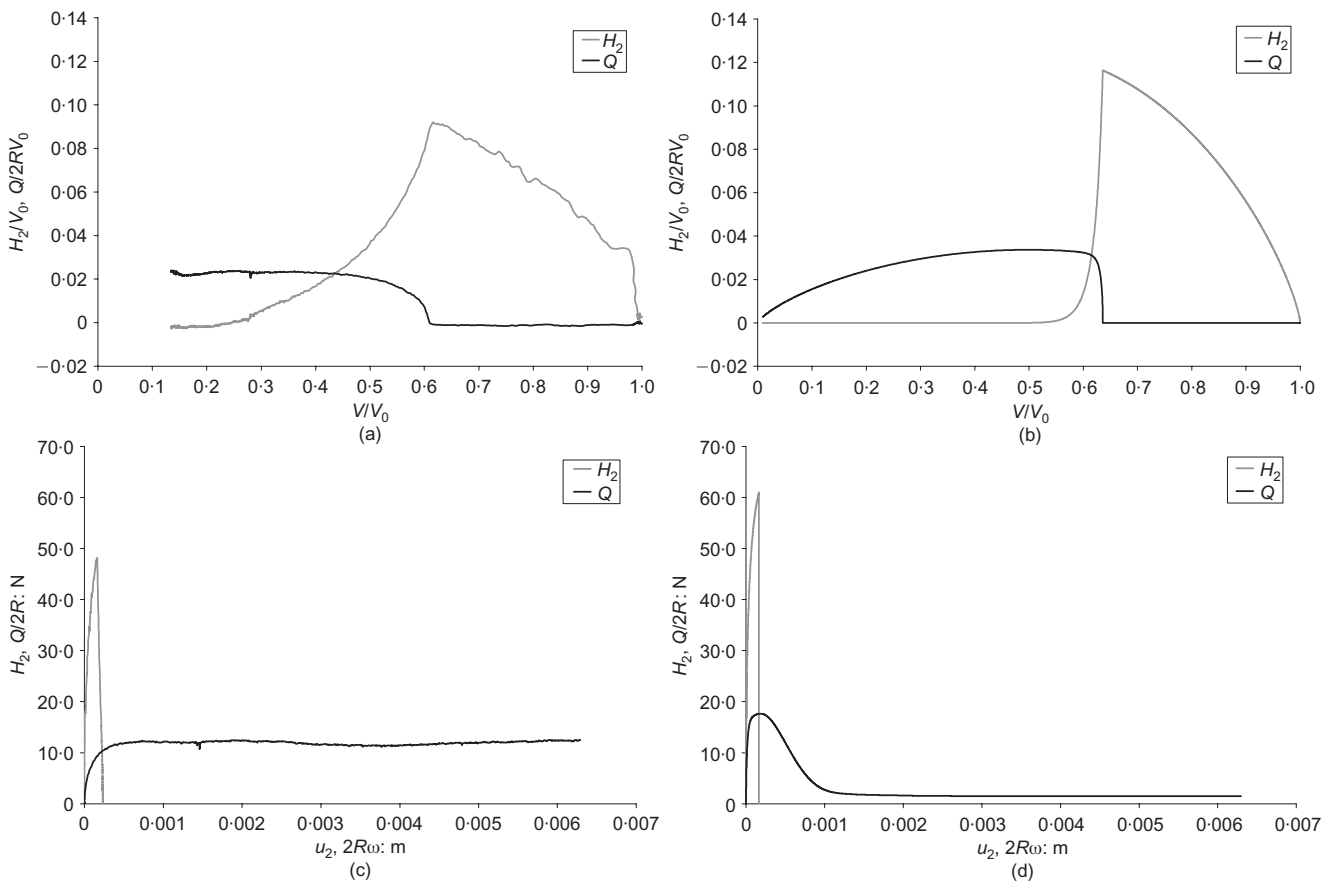 0·14
0·12
0·10
0·08
0·06
0·04
0·02
0
−0·02
H2/V0, Q/2RV0
H2
Q
0 0·1 0·2 0·3 0·4 0·5 0·6 0·7 0·8 0·9 1·0
V/V0
(a)
0·14
0·12
0·10
0·08
0·06
0·04
0·02
0
−0·02
H2/V0, Q/2RV0
H2
Q
0 0·1 0·2 0·3 0·4 0·5 0·6 0·7 0·8 0·9 1·0
V/V0
(b)
70·0
60·0
50·0
40·0
30·0
20·0
10·0
0
H2, Q/2R: N
H2
Q
0 0·001 0·002 0·003 0·004 0·005 0·006 0·007
u2, 2Rω: m
(c)
70·0
60·0
50·0
40·0
30·0
20·0
10·0
0
H2, Q/2R: N
H2
Q
0 0·001 0·002 0·003 0·004 0·005 0·006 0·007
u2, 2Rω: m
(d)